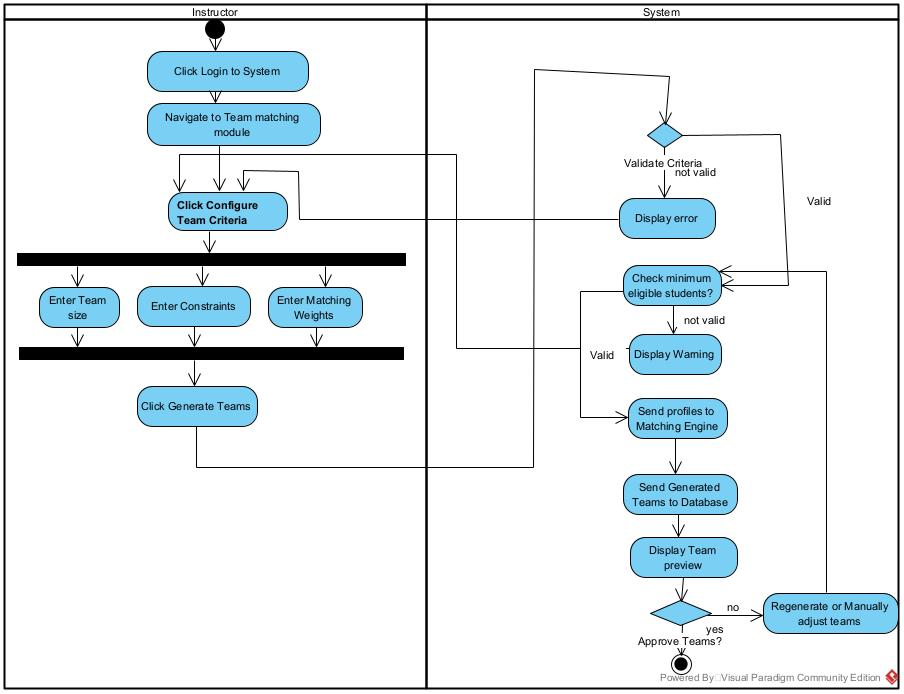 Instructor
System
Click Login to System
Navigate to Team matching
module
Click Configure
Team Criteria
Enter Team
size
Enter Constraints
Enter Matching
Weights
Click Generate Teams
Validate Criteria
not valid
Valid
Display error
Check minimum
eligible students?
not valid
Valid
Display Warning
Send profiles to
Matching Engine
Send Generated
Teams to Database
Display Team
preview
no
Regenerate or Manually
adjust teams
yes
Approve Teams?
Powered By Visual Paradigm Community Edition